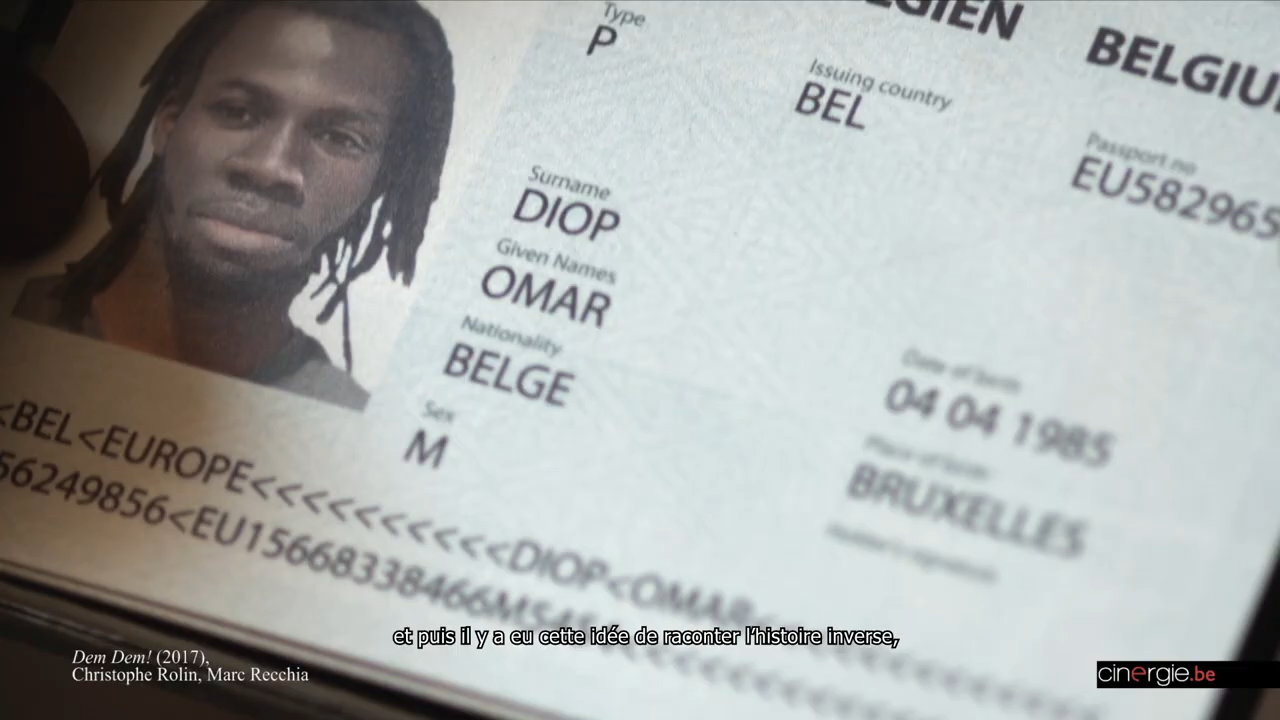 LGIEN BELGIU
Type
P
Issuing country
BEL
Passport no
EU582965
Surname
DIOP
Given Names
OMAR
Nationality
BELGE
Sex
M
Date of birth
04 04 1985
Place of birth
BRUXELLES
<BEL<EUROPE<<<<<<<<<<<DIOP<OMAR
56249856<EU15668338466M54
et puis il y a eu cette idée de raconter l'histoire inverse,
Dem Dem! (2017),
Christophe Rolin, Marc Recchia
cinergie.be